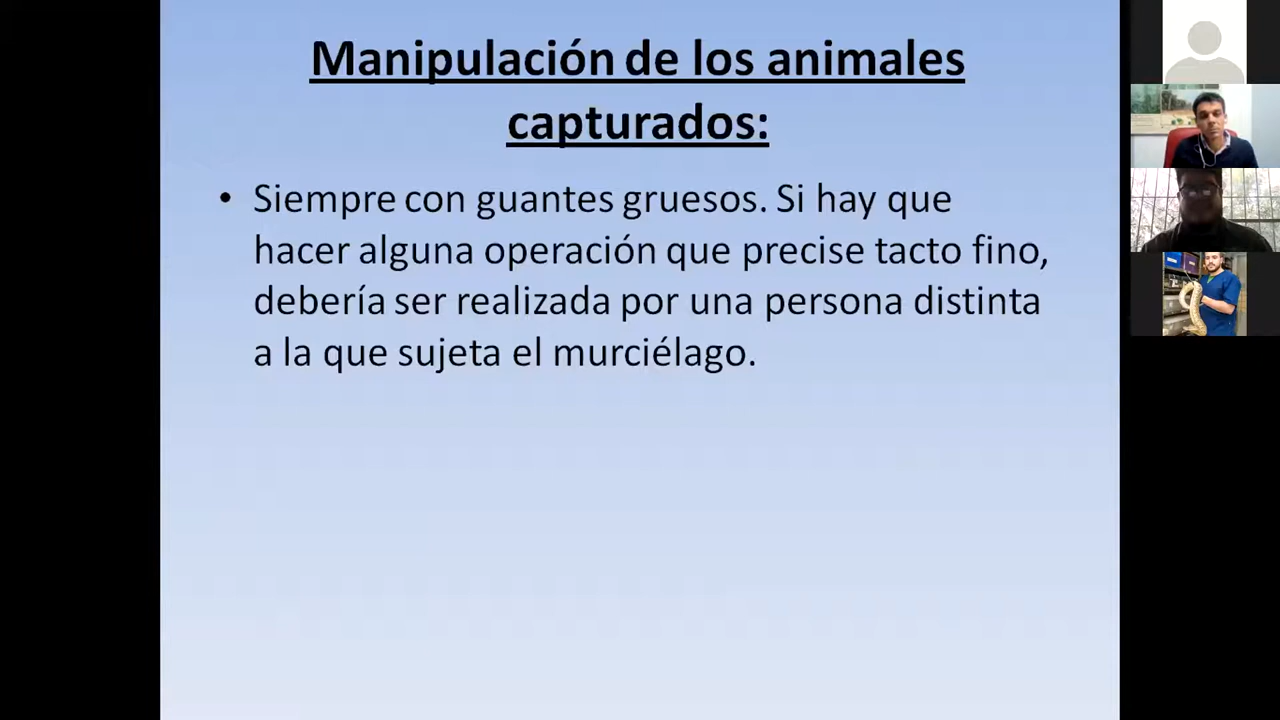 Manipulación de los animales
capturados:
• Siempre con guantes gruesos. Si hay que
hacer alguna operación que precise tacto fino,
debería ser realizada por una persona distinta
a la que sujeta el murciélago.